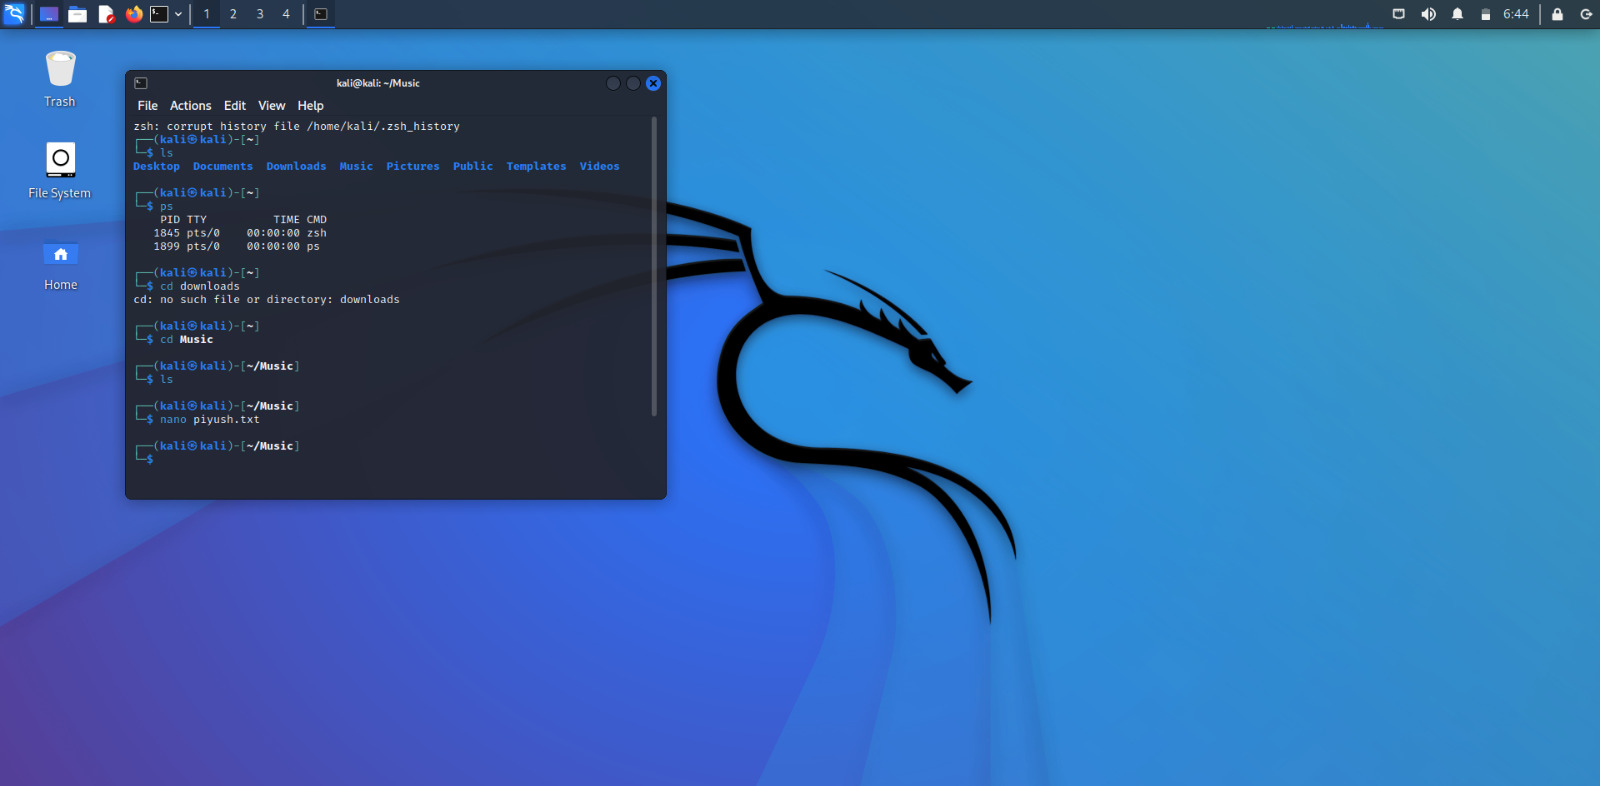 1 2 3 4
6:44
Trash
File System
Home
kali@kali: ~/Music
File Actions Edit View Help
zsh: corrupt history file /home/kali/.zsh_history
┌──(kali㉿kali)-[~]
└─$ ls
Desktop Documents Downloads Music Pictures Public Templates Videos
┌──(kali㉿kali)-[~]
└─$ ps
PID TTY TIME CMD
1845 pts/0 00:00:00 zsh
1899 pts/0 00:00:00 ps
┌──(kali㉿kali)-[~]
└─$ cd downloads
cd: no such file or directory: downloads
┌──(kali㉿kali)-[~]
└─$ cd Music
┌──(kali㉿kali)-[~/Music]
└─$ ls
┌──(kali㉿kali)-[~/Music]
└─$ nano piyush.txt
┌──(kali㉿kali)-[~/Music]
└─$